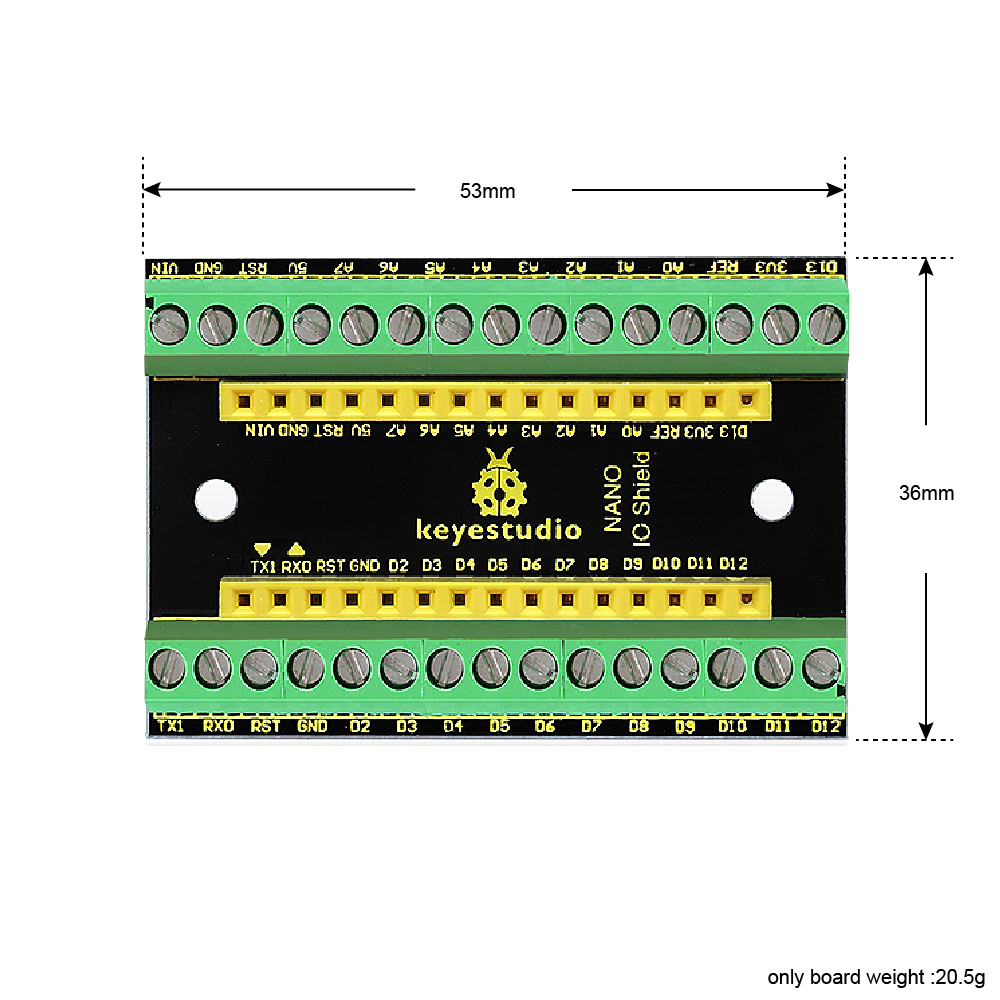 53mm
VIN GND RST 5V A7 A6 A5 A4 A3 A2 A1 A0 REF 3V3 D13
VIN GND RST 5V A7 A6 A5 A4 A3 A2 A1 A0 REF 3V3 D13
NANO
IO Shield
36mm
keyestudio
TX1 RX0 RST GND D2 D3 D4 D5 D6 D7 D8 D9 D10 D11 D12
TX1 RX0 RST GND D2 D3 D4 D5 D6 D7 D8 D9 D10 D11 D12
only board weight :20.5g